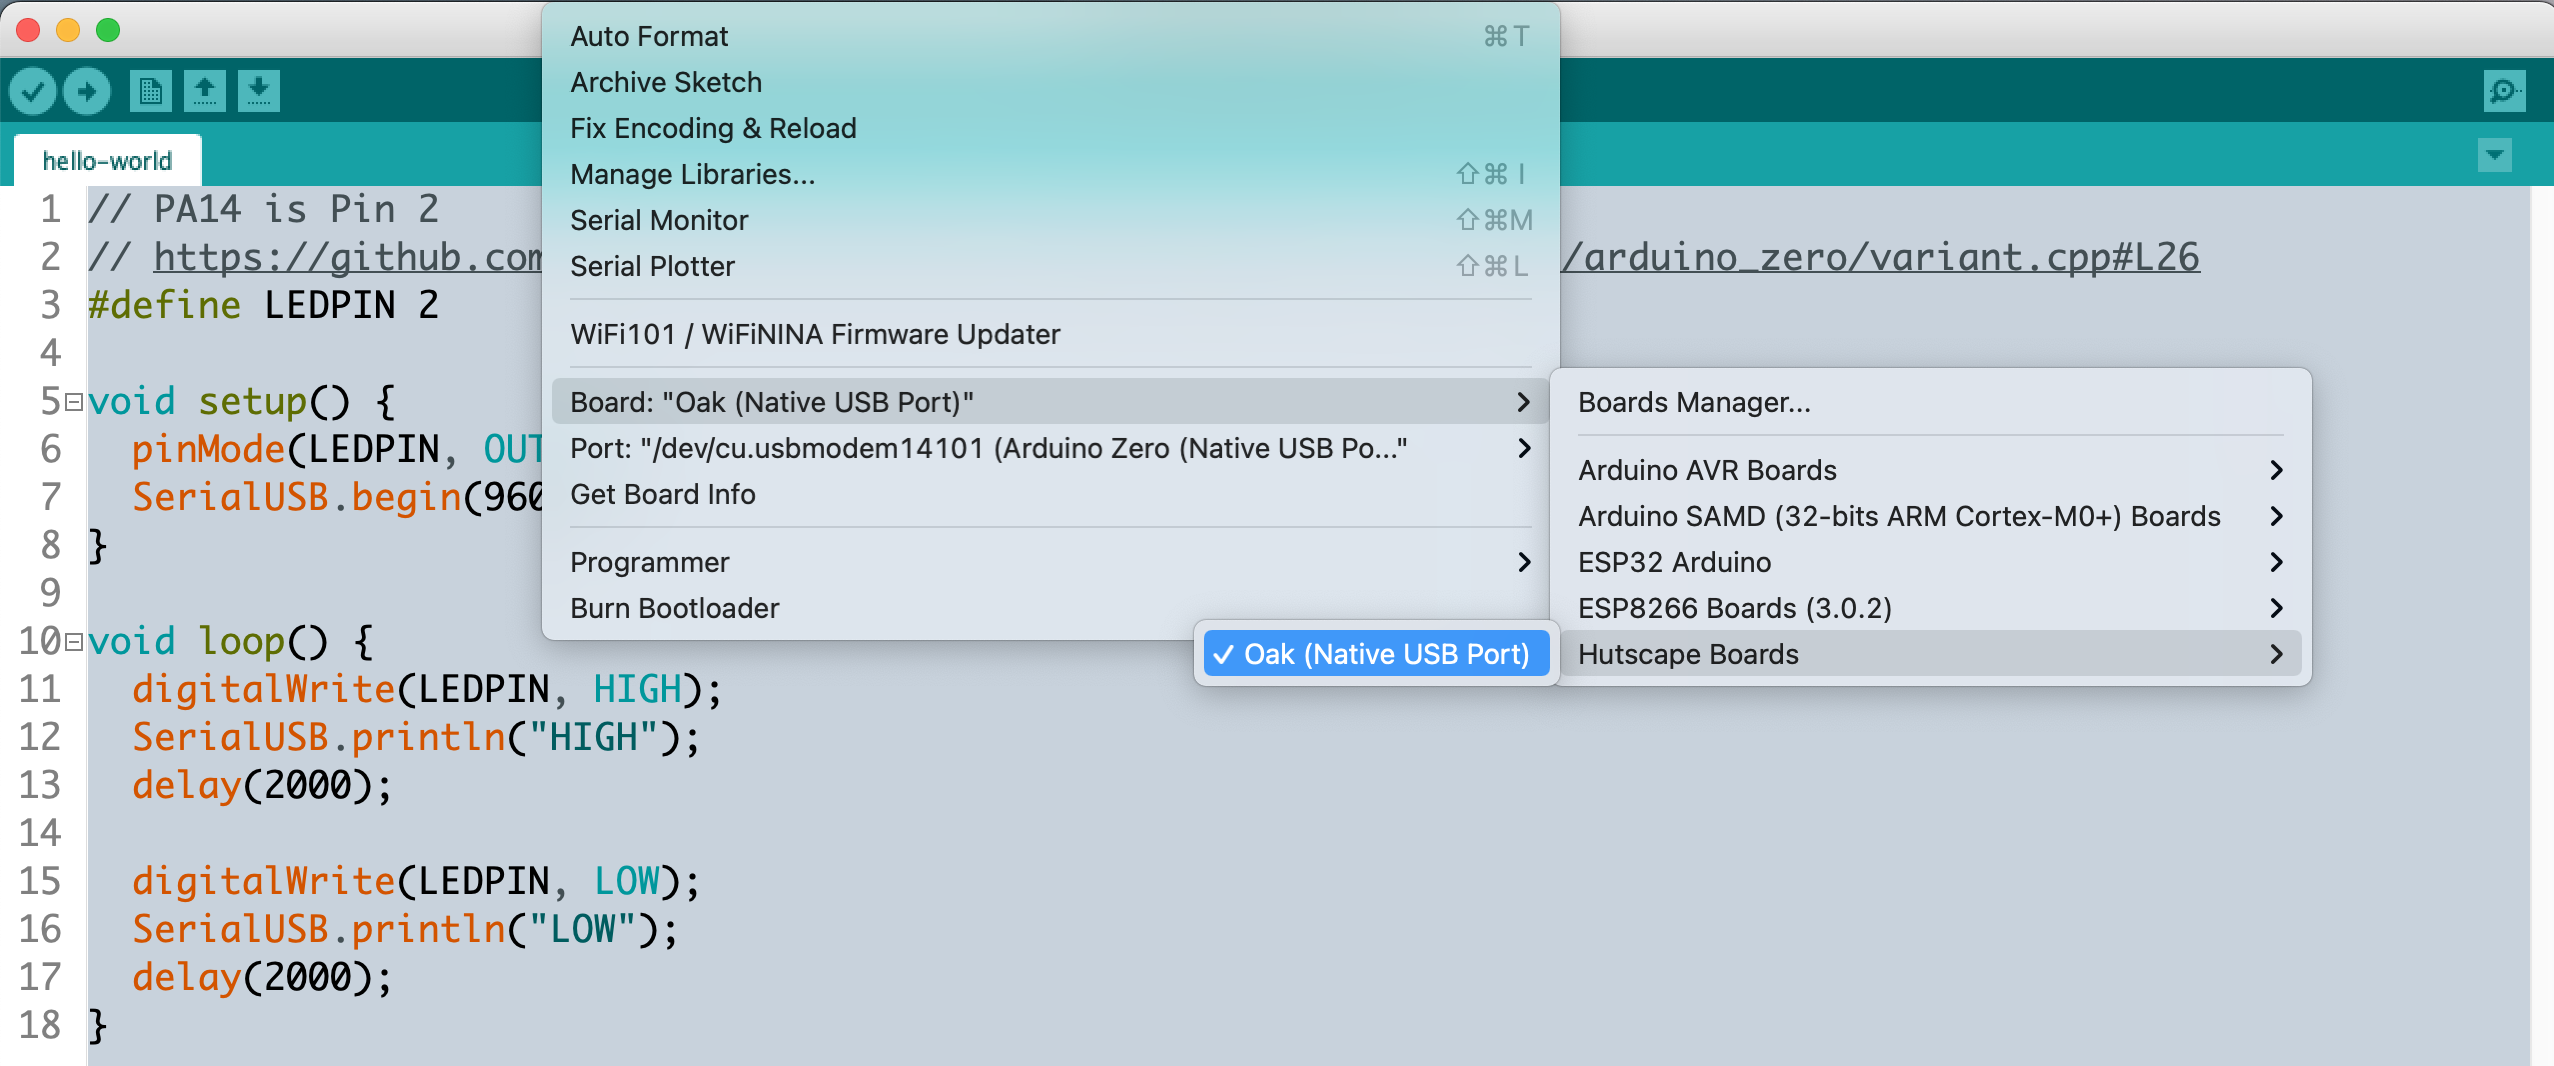 Auto Format ⌘T
Archive Sketch
Fix Encoding & Reload
Manage Libraries... ⇧⌘I
Serial Monitor ⇧⌘M
Serial Plotter ⇧⌘L
WiFi101 / WiFiNINA Firmware Updater
Board: "Oak (Native USB Port)"
Port: "/dev/cu.usbmodem14101 (Arduino Zero (Native USB Po..."
Get Board Info
Programmer
Burn Bootloader
Boards Manager...
Arduino AVR Boards
Arduino SAMD (32-bits ARM Cortex-M0+) Boards
ESP32 Arduino
ESP8266 Boards (3.0.2)
Hutscape Boards
✓ Oak (Native USB Port)
hello-world
1 // PA14 is Pin 2
2 // https://github.com /arduino_zero/variant.cpp#L26
3 #define LEDPIN 2
4
5 void setup() {
6 pinMode(LEDPIN, OUT
7 SerialUSB.begin(960
8 }
9
10 void loop() {
11 digitalWrite(LEDPIN, HIGH);
12 SerialUSB.println("HIGH");
13 delay(2000);
14
15 digitalWrite(LEDPIN, LOW);
16 SerialUSB.println("LOW");
17 delay(2000);
18 }